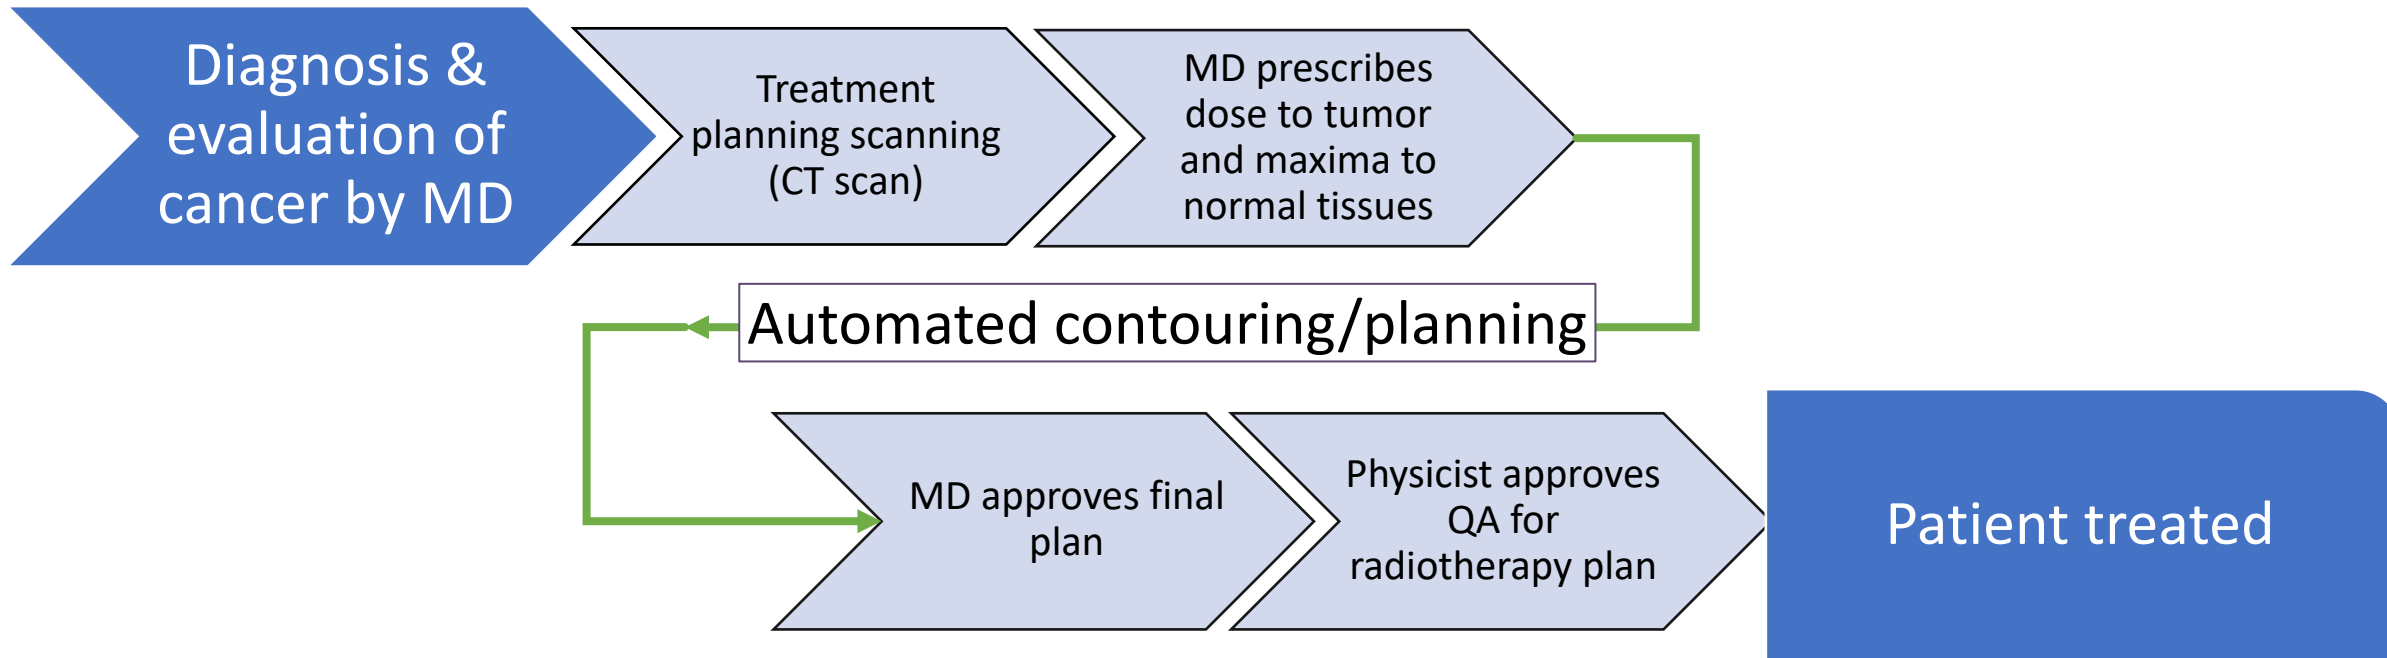 Diagnosis &
evaluation of
cancer by MD
Treatment
planning scanning
(CT scan)
MD prescribes
dose to tumor
and maxima to
normal tissues
Automated contouring/planning
MD approves final
plan
Physicist approves
QA for
radiotherapy plan
Patient treated